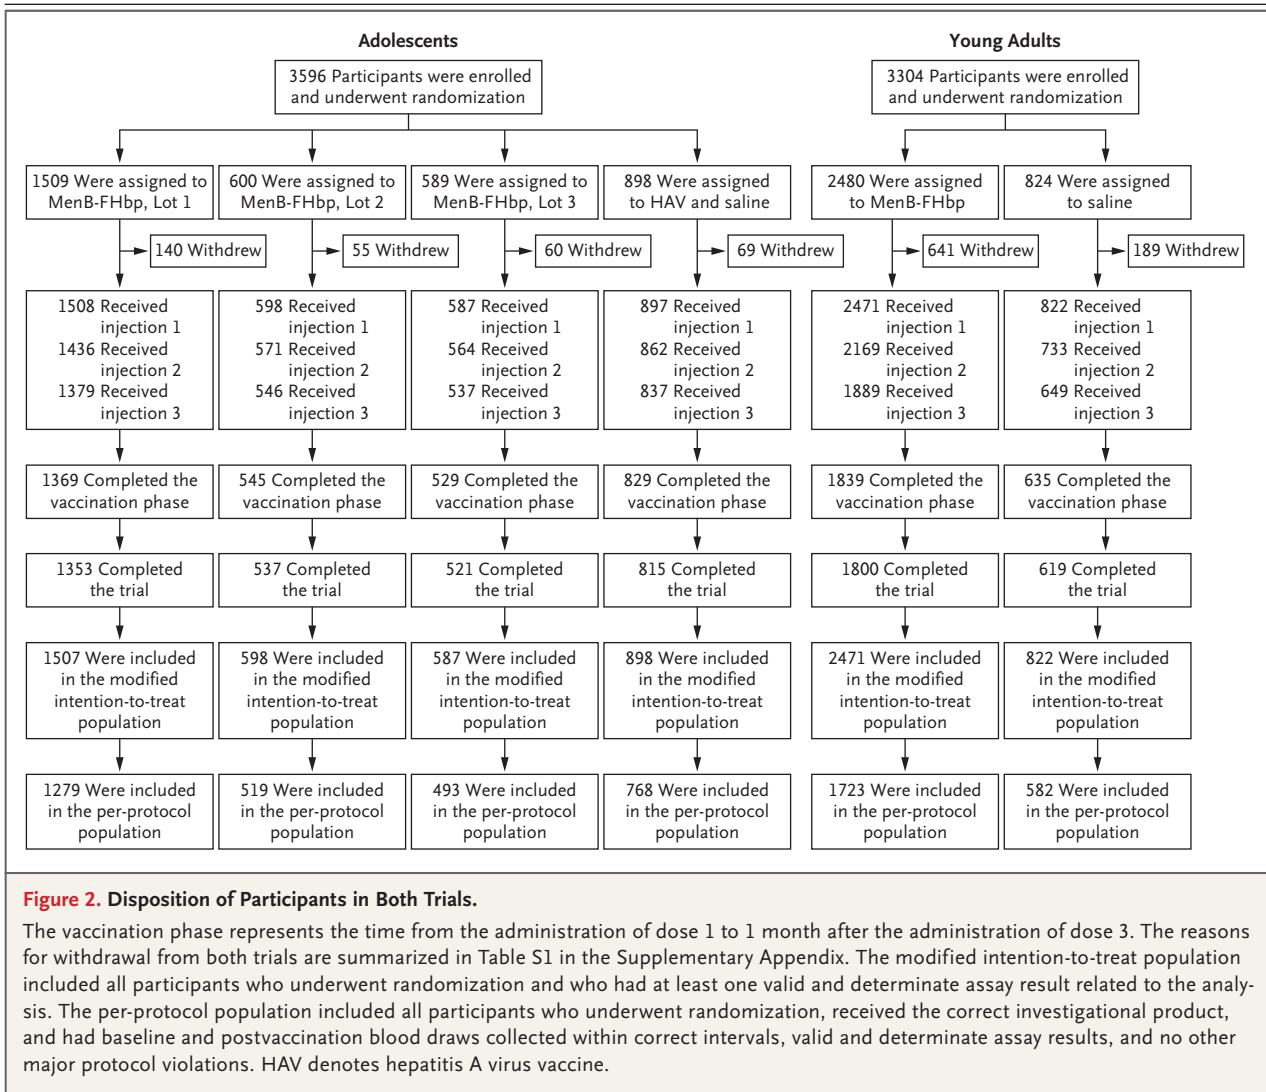 Adolescents
3596 Participants were enrolled
and underwent randomization
1509 Were assigned to
MenB-FHbp, Lot 1
600 Were assigned to
MenB-FHbp, Lot 2
589 Were assigned to
MenB-FHbp, Lot 3
898 Were assigned
to HAV and saline
140 Withdrew
55 Withdrew
60 Withdrew
69 Withdrew
1508 Received
injection 1
1436 Received
injection 2
1379 Received
injection 3
598 Received
injection 1
571 Received
injection 2
546 Received
injection 3
587 Received
injection 1
564 Received
injection 2
537 Received
injection 3
897 Received
injection 1
862 Received
injection 2
837 Received
injection 3
1369 Completed the
vaccination phase
545 Completed the
vaccination phase
529 Completed the
vaccination phase
829 Completed the
vaccination phase
1353 Completed
the trial
537 Completed
the trial
521 Completed
the trial
815 Completed
the trial
1507 Were included
in the modified
intention-to-treat
population
598 Were included
in the modified
intention-to-treat
population
587 Were included
in the modified
intention-to-treat
population
898 Were included
in the modified
intention-to-treat
population
1279 Were included
in the per-protocol
population
519 Were included
in the per-protocol
population
493 Were included
in the per-protocol
population
768 Were included
in the per-protocol
population
Young Adults
3304 Participants were enrolled
and underwent randomization
2480 Were assigned
to MenB-FHbp
824 Were assigned
to saline
641 Withdrew
189 Withdrew
2471 Received
injection 1
2169 Received
injection 2
1889 Received
injection 3
822 Received
injection 1
733 Received
injection 2
649 Received
injection 3
1839 Completed the
vaccination phase
635 Completed the
vaccination phase
1800 Completed
the trial
619 Completed
the trial
2471 Were included
in the modified
intention-to-treat
population
822 Were included
in the modified
intention-to-treat
population
1723 Were included
in the per-protocol
population
582 Were included
in the per-protocol
population
Figure 2. Disposition of Participants in Both Trials.
The vaccination phase represents the time from the administration of dose 1 to 1 month after the administration of dose 3. The reasons
for withdrawal from both trials are summarized in Table S1 in the Supplementary Appendix. The modified intention-to-treat population
included all participants who underwent randomization and who had at least one valid and determinate assay result related to the analy-
sis. The per-protocol population included all participants who underwent randomization, received the correct investigational product,
and had baseline and postvaccination blood draws collected within correct intervals, valid and determinate assay results, and no other
major protocol violations. HAV denotes hepatitis A virus vaccine.